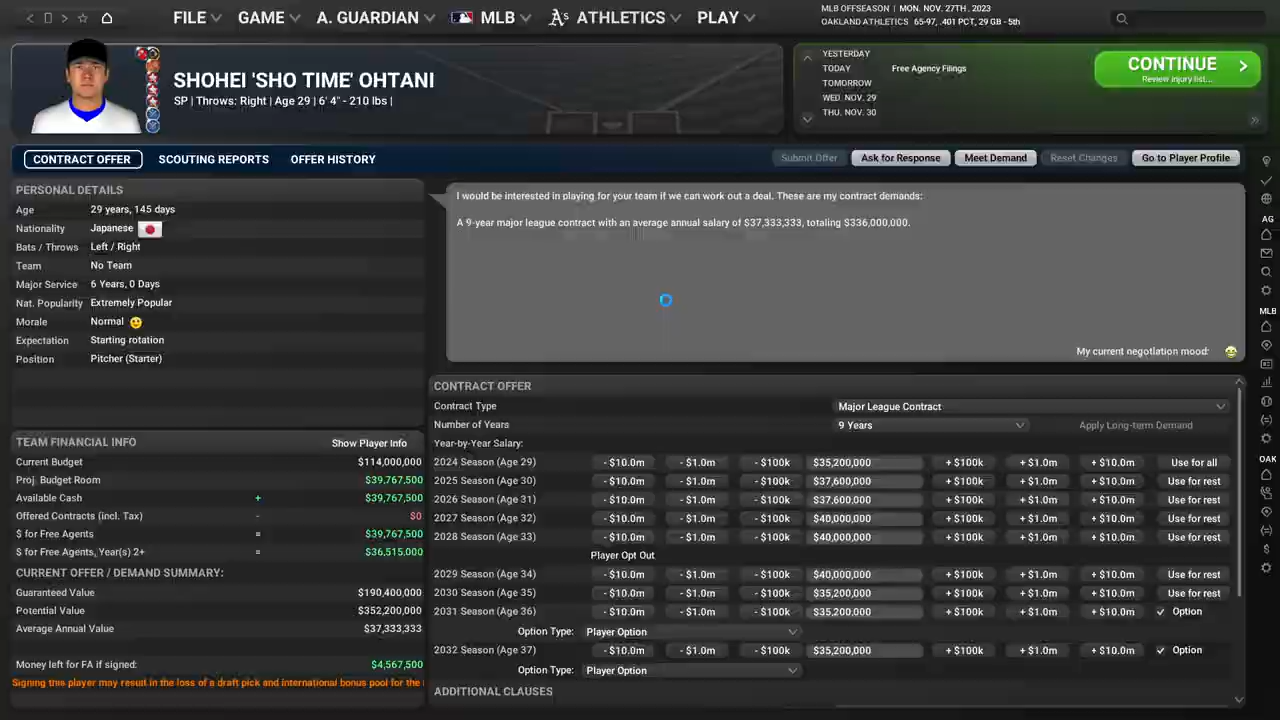 FILE GAME A. GUARDIAN MLB A's ATHLETICS PLAY
MLB OFFSEASON | MON. NOV. 27TH, 2023
OAKLAND ATHLETICS 65-97, .401 PCT, 29 GB - 5th
SHOHEI 'SHO TIME' OHTANI
SP | Throws: Right | Age 29 | 6' 4" - 210 lbs |
YESTERDAY
TODAY Free Agency Filings
TOMORROW
WED. NOV. 29
THU. NOV. 30
CONTINUE
Review injury list...
CONTRACT OFFER SCOUTING REPORTS OFFER HISTORY
Submit Offer Ask for Response Meet Demand Reset Changes Go to Player Profile
PERSONAL DETAILS
Age 29 years, 145 days
Nationality Japanese
Bats / Throws Left / Right
Team No Team
Major Service 6 Years, 0 Days
Nat. Popularity Extremely Popular
Morale Normal
Expectation Starting rotation
Position Pitcher (Starter)
I would be interested in playing for your team if we can work out a deal. These are my contract demands:
A 9-year major league contract with an average annual salary of $37,333,333, totaling $336,000,000.
My current negotiation mood:
TEAM FINANCIAL INFO Show Player Info
Current Budget $114,000,000
Proj. Budget Room $39,767,500
Available Cash + $39,767,500
Offered Contracts (incl. Tax) - $0
$ for Free Agents = $39,767,500
$ for Free Agents, Year(s) 2+ = $36,515,000
CURRENT OFFER / DEMAND SUMMARY:
Guaranteed Value $190,400,000
Potential Value $352,200,000
Average Annual Value $37,333,333
Money left for FA if signed: $4,567,500
Signing this player may result in the loss of a draft pick and international bonus pool for the
CONTRACT OFFER
Contract Type Major League Contract
Number of Years 9 Years Apply Long-term Demand
Year-by-Year Salary:
2024 Season (Age 29) - $10.0m - $1.0m - $100k $35,200,000 + $100k + $1.0m + $10.0m Use for all
2025 Season (Age 30) - $10.0m - $1.0m - $100k $37,600,000 + $100k + $1.0m + $10.0m Use for rest
2026 Season (Age 31) - $10.0m - $1.0m - $100k $37,600,000 + $100k + $1.0m + $10.0m Use for rest
2027 Season (Age 32) - $10.0m - $1.0m - $100k $40,000,000 + $100k + $1.0m + $10.0m Use for rest
2028 Season (Age 33) - $10.0m - $1.0m - $100k $40,000,000 + $100k + $1.0m + $10.0m Use for rest
Player Opt Out
2029 Season (Age 34) - $10.0m - $1.0m - $100k $40,000,000 + $100k + $1.0m + $10.0m Use for rest
2030 Season (Age 35) - $10.0m - $1.0m - $100k $35,200,000 + $100k + $1.0m + $10.0m Use for rest
2031 Season (Age 36) - $10.0m - $1.0m - $100k $35,200,000 + $100k + $1.0m + $10.0m Option
Option Type: Player Option
2032 Season (Age 37) - $10.0m - $1.0m - $100k $35,200,000 + $100k + $1.0m + $10.0m Option
Option Type: Player Option
ADDITIONAL CLAUSES
AG
MLB
OAK